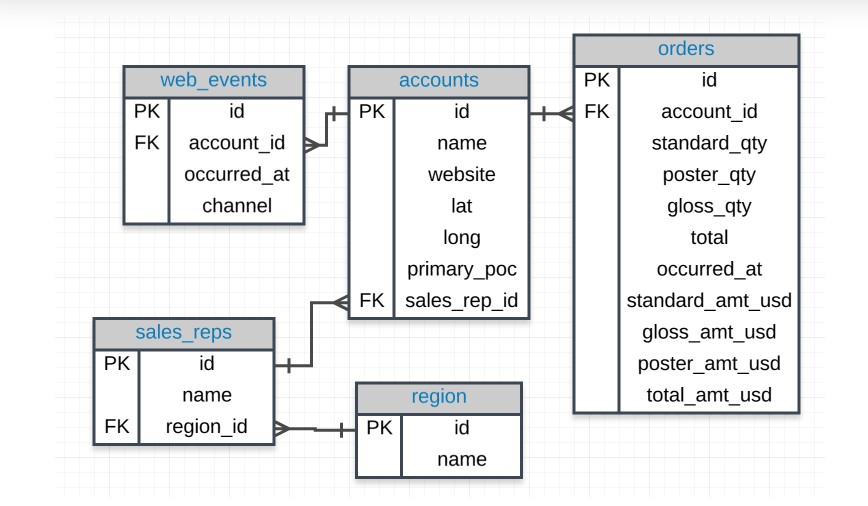 web_events
PK id
FK account_id
occurred_at
channel
accounts
PK id
name
website
lat
long
primary_poc
FK sales_rep_id
orders
PK id
FK account_id
standard_qty
poster_qty
gloss_qty
total
occurred_at
standard_amt_usd
gloss_amt_usd
poster_amt_usd
total_amt_usd
sales_reps
PK id
name
FK region_id
region
PK id
name